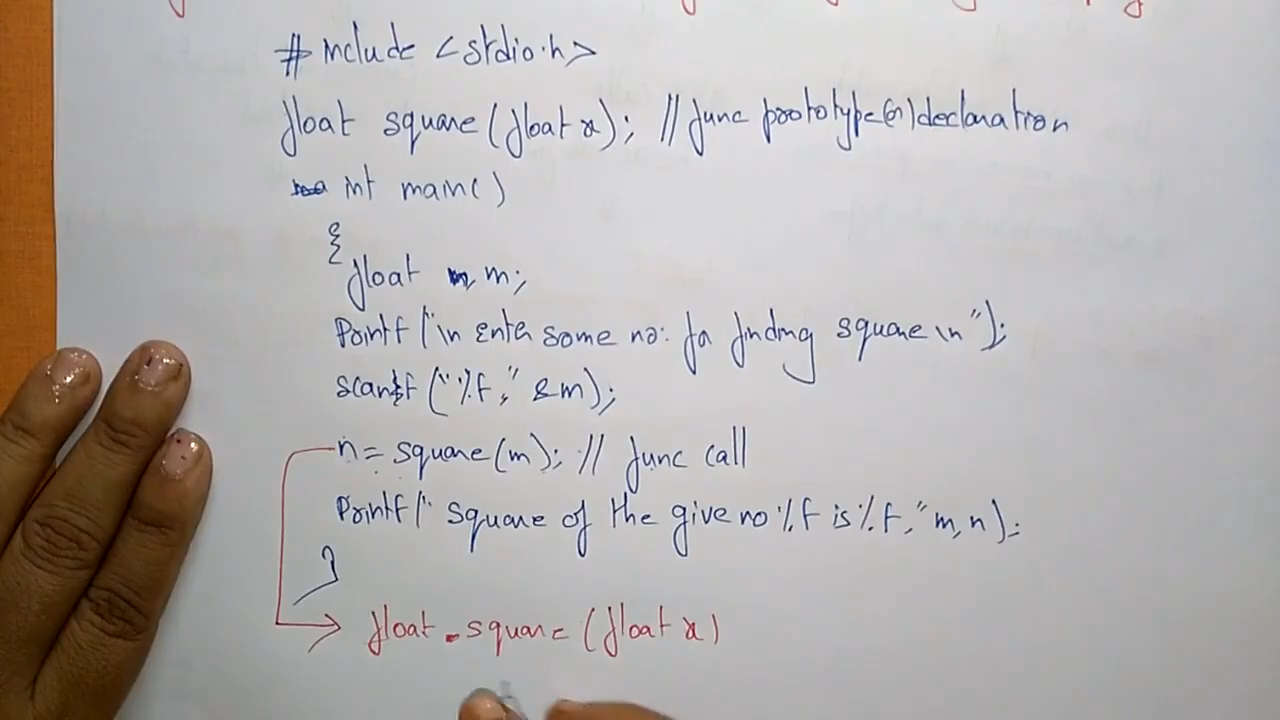 # include <stdio.h>
float square (float x); // func prototype (or) declaration
int main()
{
float m;
Printf ("\n enter some no: for finding square \n");
scanf ("%f," &m);
n = square(m); // func call
Printf (" square of the give no %f is %f," m, n);
}
float square (float x)